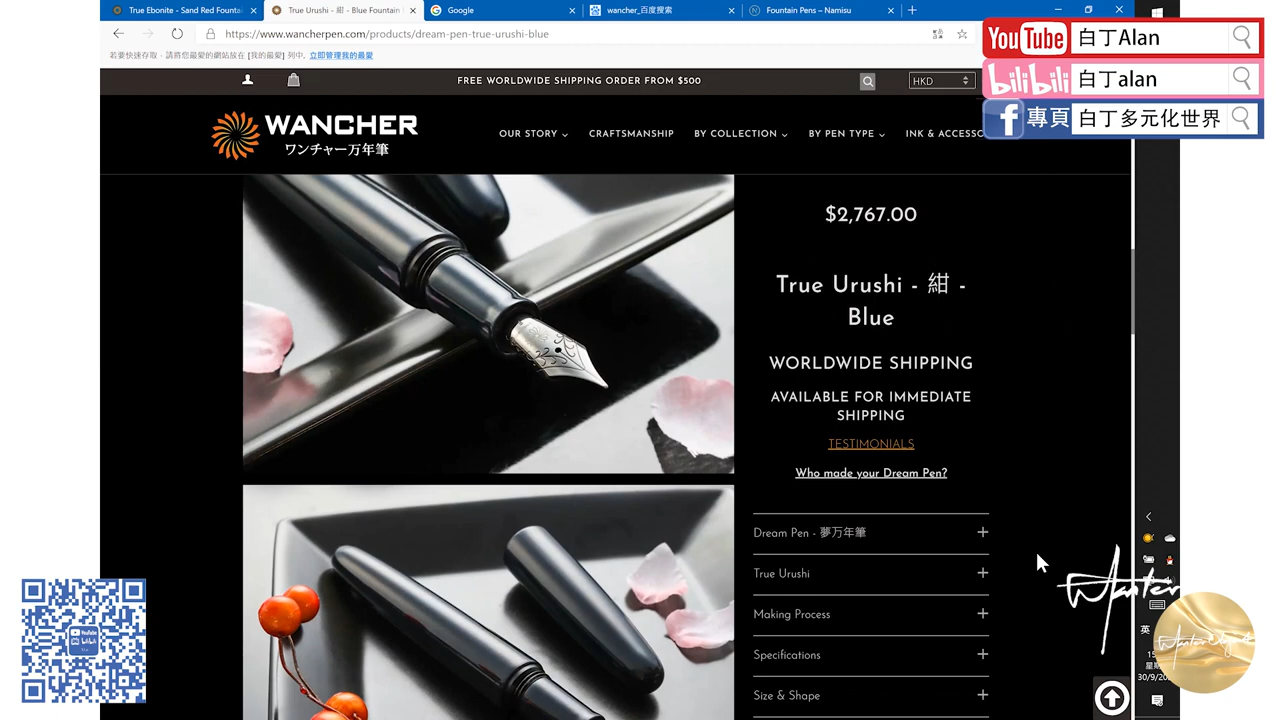 True Ebonite - Sand Red Fountai
True Urushi - 紺 - Blue Fountain
Google
wancher_百度搜索
Fountain Pens – Namisu
https://www.wancherpen.com/products/dream-pen-true-urushi-blue
若要快速存取，請將您最愛的網站放在 [我的最愛] 列中。立即管理我的最愛
FREE WORLDWIDE SHIPPING ORDER FROM $500
HKD
YouTube 白丁Alan
bilibili 白丁alan
f 專頁 白丁多元化世界
WANCHER
ワンチャー万年筆
OUR STORY
CRAFTSMANSHIP
BY COLLECTION
BY PEN TYPE
INK & ACCESSO
$2,767.00
True Urushi - 紺 -
Blue
WORLDWIDE SHIPPING
AVAILABLE FOR IMMEDIATE
SHIPPING
TESTIMONIALS
Who made your Dream Pen?
Dream Pen - 夢万年筆
True Urushi
Making Process
Specifications
Size & Shape
英
30/9/20